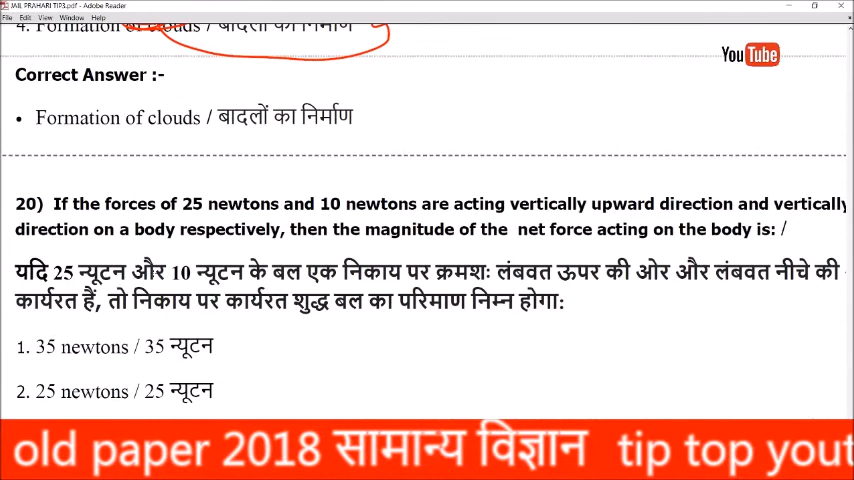 JAIL PRAHARI TIP3.pdf - Adobe Reader
File Edit View Window Help
4. Formation of clouds / बादलों का निर्माण
YouTube
Correct Answer :-
• Formation of clouds / बादलों का निर्माण
20) If the forces of 25 newtons and 10 newtons are acting vertically upward direction and vertically
direction on a body respectively, then the magnitude of the net force acting on the body is: /
यदि 25 न्यूटन और 10 न्यूटन के बल एक निकाय पर क्रमशः लंबवत ऊपर की ओर और लंबवत नीचे की
कार्यरत हैं, तो निकाय पर कार्यरत शुद्ध बल का परिमाण निम्न होगा:
1. 35 newtons / 35 न्यूटन
2. 25 newtons / 25 न्यूटन
old paper 2018 सामान्य विज्ञान tip top yout